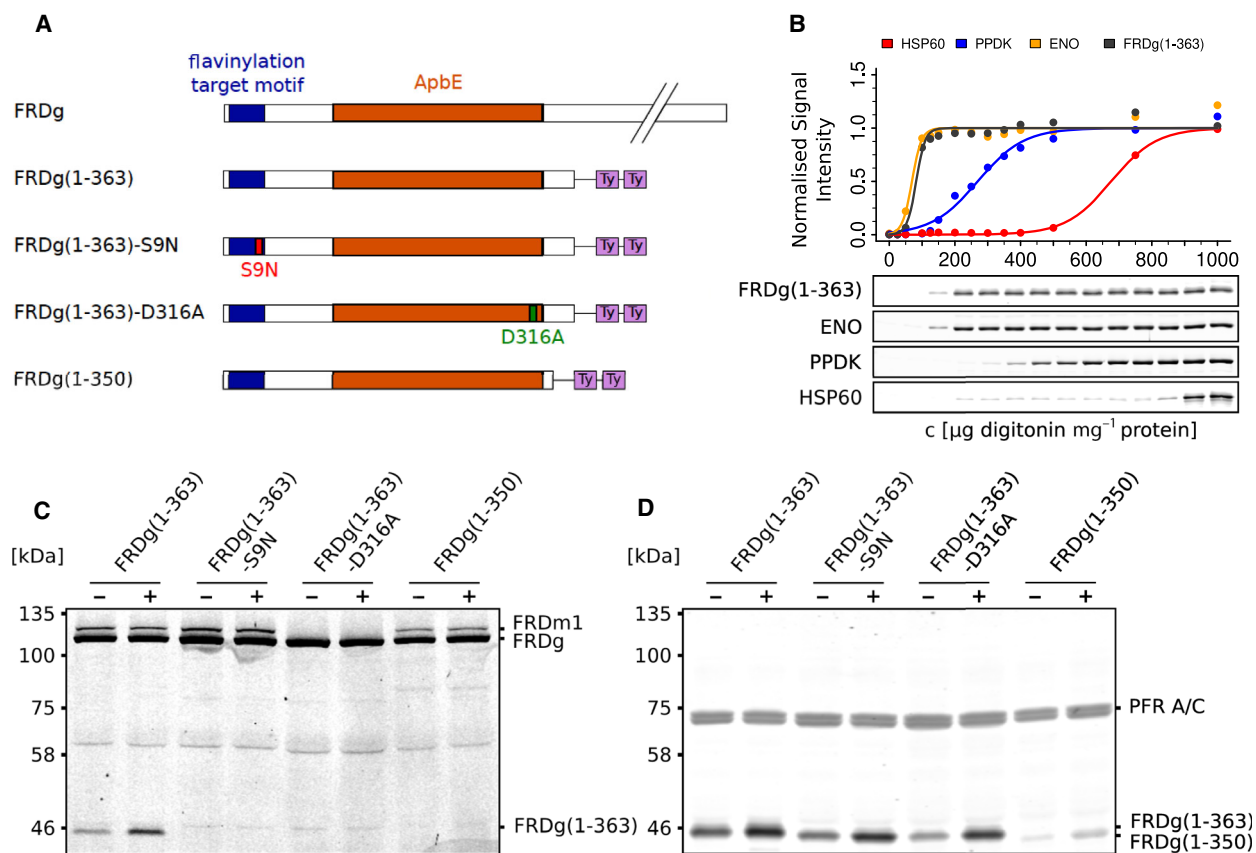 A
flavinylation
target motif
ApbE
FRDg
FRDg(1-363)
Ty Ty
FRDg(1-363)-S9N
Ty Ty
S9N
FRDg(1-363)-D316A
Ty Ty
D316A
FRDg(1-350)
Ty Ty
B
HSP60 PPDK ENO FRDg(1-363)
Normalised Signal
Intensity
1.5
1.0
0.5
0.0
0 200 400 600 800 1000
FRDg(1-363)
ENO
PPDK
HSP60
c [µg digitonin mg⁻¹ protein]
C
[kDa]
FRDg(1-363)
FRDg(1-363)
-S9N
FRDg(1-363)
-D316A
FRDg(1-350)
− + − + − + − +
135
100
75
58
46
FRDm1
FRDg
FRDg(1-363)
D
[kDa]
FRDg(1-363)
FRDg(1-363)
-S9N
FRDg(1-363)
-D316A
FRDg(1-350)
− + − + − + − +
135
100
75
58
46
PFR A/C
FRDg(1-363)
FRDg(1-350)